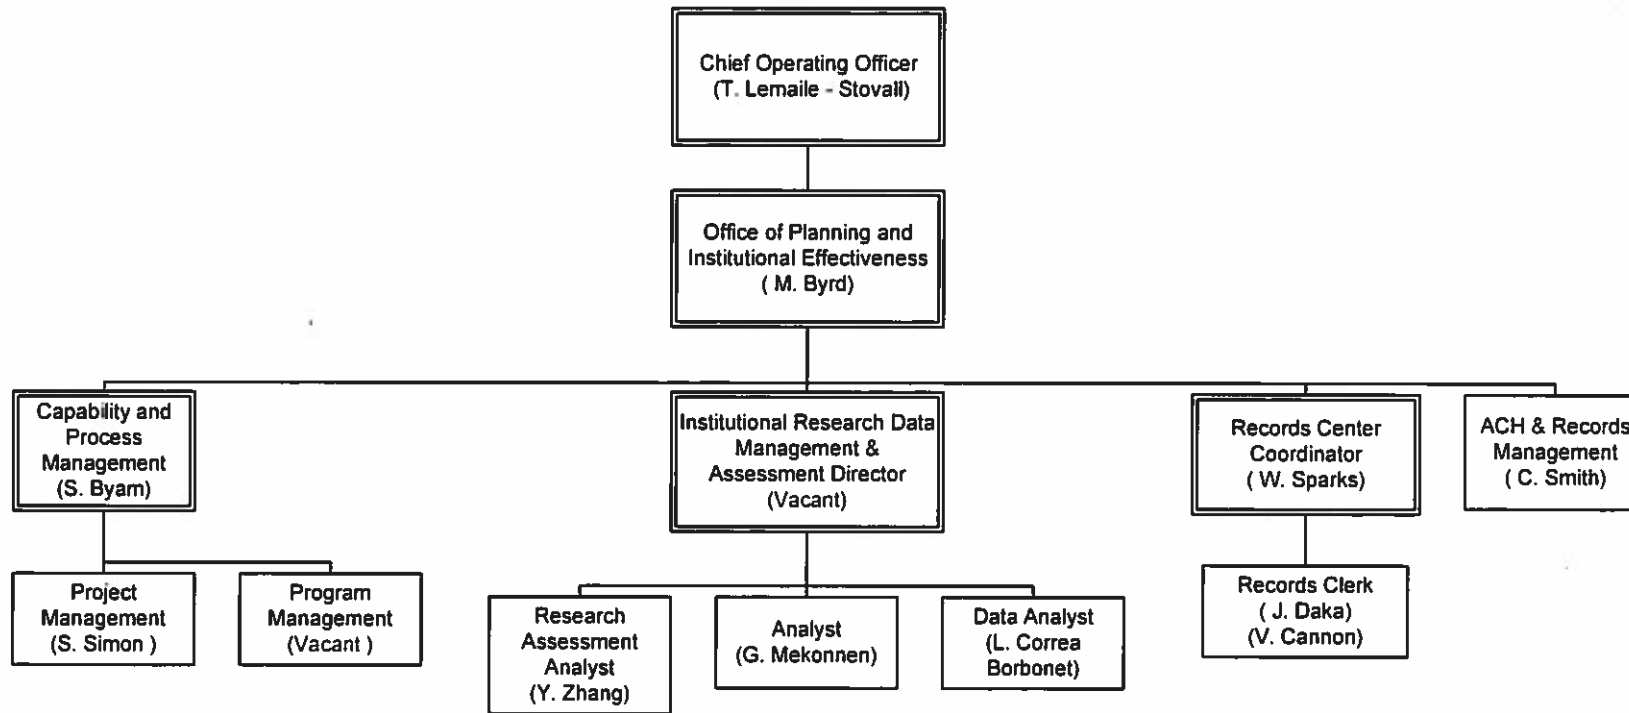 Chief Operating Officer
(T. Lemaile - Stovall)
Office of Planning and
Institutional Effectiveness
( M. Byrd)
Capability and
Process
Management
(S. Byam)
Institutional Research Data
Management &
Assessment Director
(Vacant)
Records Center
Coordinator
( W. Sparks)
ACH & Records
Management
( C. Smith)
Project
Management
(S. Simon )
Program
Management
(Vacant )
Research
Assessment
Analyst
(Y. Zhang)
Analyst
(G. Mekonnen)
Data Analyst
(L. Correa
Borbonet)
Records Clerk
( J. Daka)
(V. Cannon)